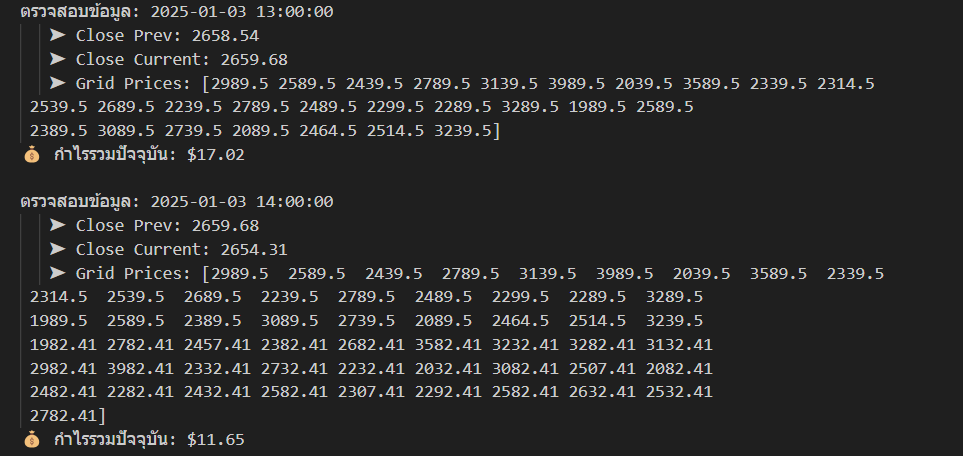 ตรวจสอบข้อมูล: 2025-01-03 13:00:00
➤ Close Prev: 2658.54
➤ Close Current: 2659.68
➤ Grid Prices: [2989.5 2589.5 2439.5 2789.5 3139.5 3989.5 2039.5 3589.5 2339.5 2314.5
2539.5 2689.5 2239.5 2789.5 2489.5 2299.5 2289.5 3289.5 1989.5 2589.5
2389.5 3089.5 2739.5 2089.5 2464.5 2514.5 3239.5]
💰 กำไรรวมปัจจุบัน: $17.02
ตรวจสอบข้อมูล: 2025-01-03 14:00:00
➤ Close Prev: 2659.68
➤ Close Current: 2654.31
➤ Grid Prices: [2989.5 2589.5 2439.5 2789.5 3139.5 3989.5 2039.5 3589.5 2339.5
2314.5 2539.5 2689.5 2239.5 2789.5 2489.5 2299.5 2289.5 3289.5
1989.5 2589.5 2389.5 3089.5 2739.5 2089.5 2464.5 2514.5 3239.5
1982.41 2782.41 2457.41 2382.41 2682.41 3582.41 3232.41 3282.41 3132.41
2982.41 3982.41 2332.41 2732.41 2232.41 2032.41 3082.41 2507.41 2082.41
2482.41 2282.41 2432.41 2582.41 2307.41 2292.41 2582.41 2632.41 2532.41
2782.41]
💰 กำไรรวมปัจจุบัน: $11.65